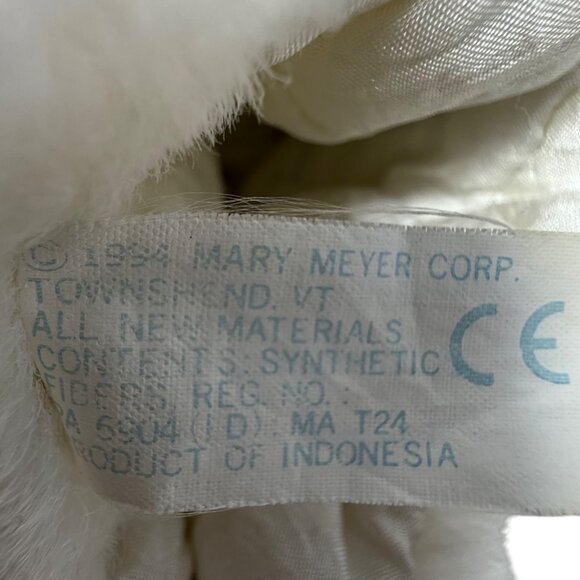 © 1994 MARY MEYER CORP.
TOWNSHEND, VT
ALL NEW MATERIALS
CONTENTS: SYNTHETIC
FIBERS. REG. NO. :
PA 6904 (ID). MA T24
PRODUCT OF INDONESIA
CE